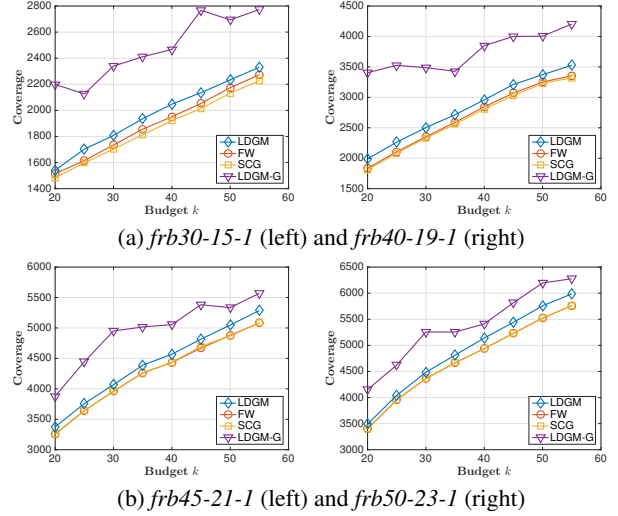 2800
2600
2400
2200
2000
1800
1600
1400
20 30 40 50 60
Coverage
Budget k
LDGM
FW
SCG
LDGM-G
4500
4000
3500
3000
2500
2000
1500
20 30 40 50 60
Coverage
Budget k
LDGM
FW
SCG
LDGM-G
(a) frb30-15-1 (left) and frb40-19-1 (right)
6000
5500
5000
4500
4000
3500
3000
20 30 40 50 60
Coverage
Budget k
LDGM
FW
SCG
LDGM-G
6500
6000
5500
5000
4500
4000
3500
3000
20 30 40 50 60
Coverage
Budget k
LDGM
FW
SCG
LDGM-G
(b) frb45-21-1 (left) and frb50-23-1 (right)